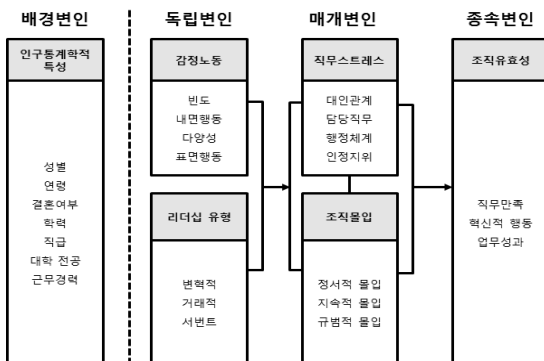 배경변인
독립변인
매개변인
종속변인
인구통계학적
특성
성별
연령
결혼여부
학력
직급
대학 전공
근무경력
감정노동
빈도
내면행동
다양성
표면행동
리더십 유형
변혁적
거래적
서번트
직무스트레스
대인관계
담당직무
행정체계
인정지위
조직몰입
정서적 몰입
지속적 몰입
규범적 몰입
조직유효성
직무만족
혁신적 행동
업무성과